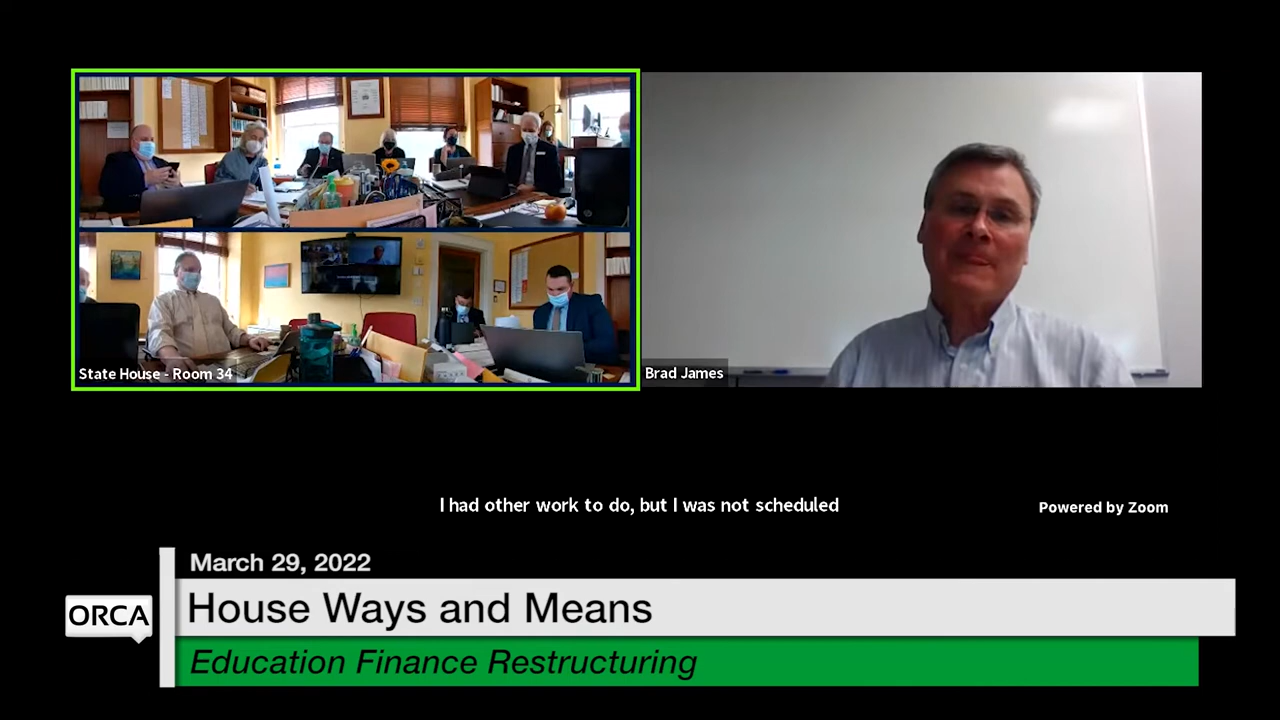 State House - Room 34
Brad James
I had other work to do, but I was not scheduled
Powered by Zoom
March 29, 2022
ORCA
House Ways and Means
Education Finance Restructuring